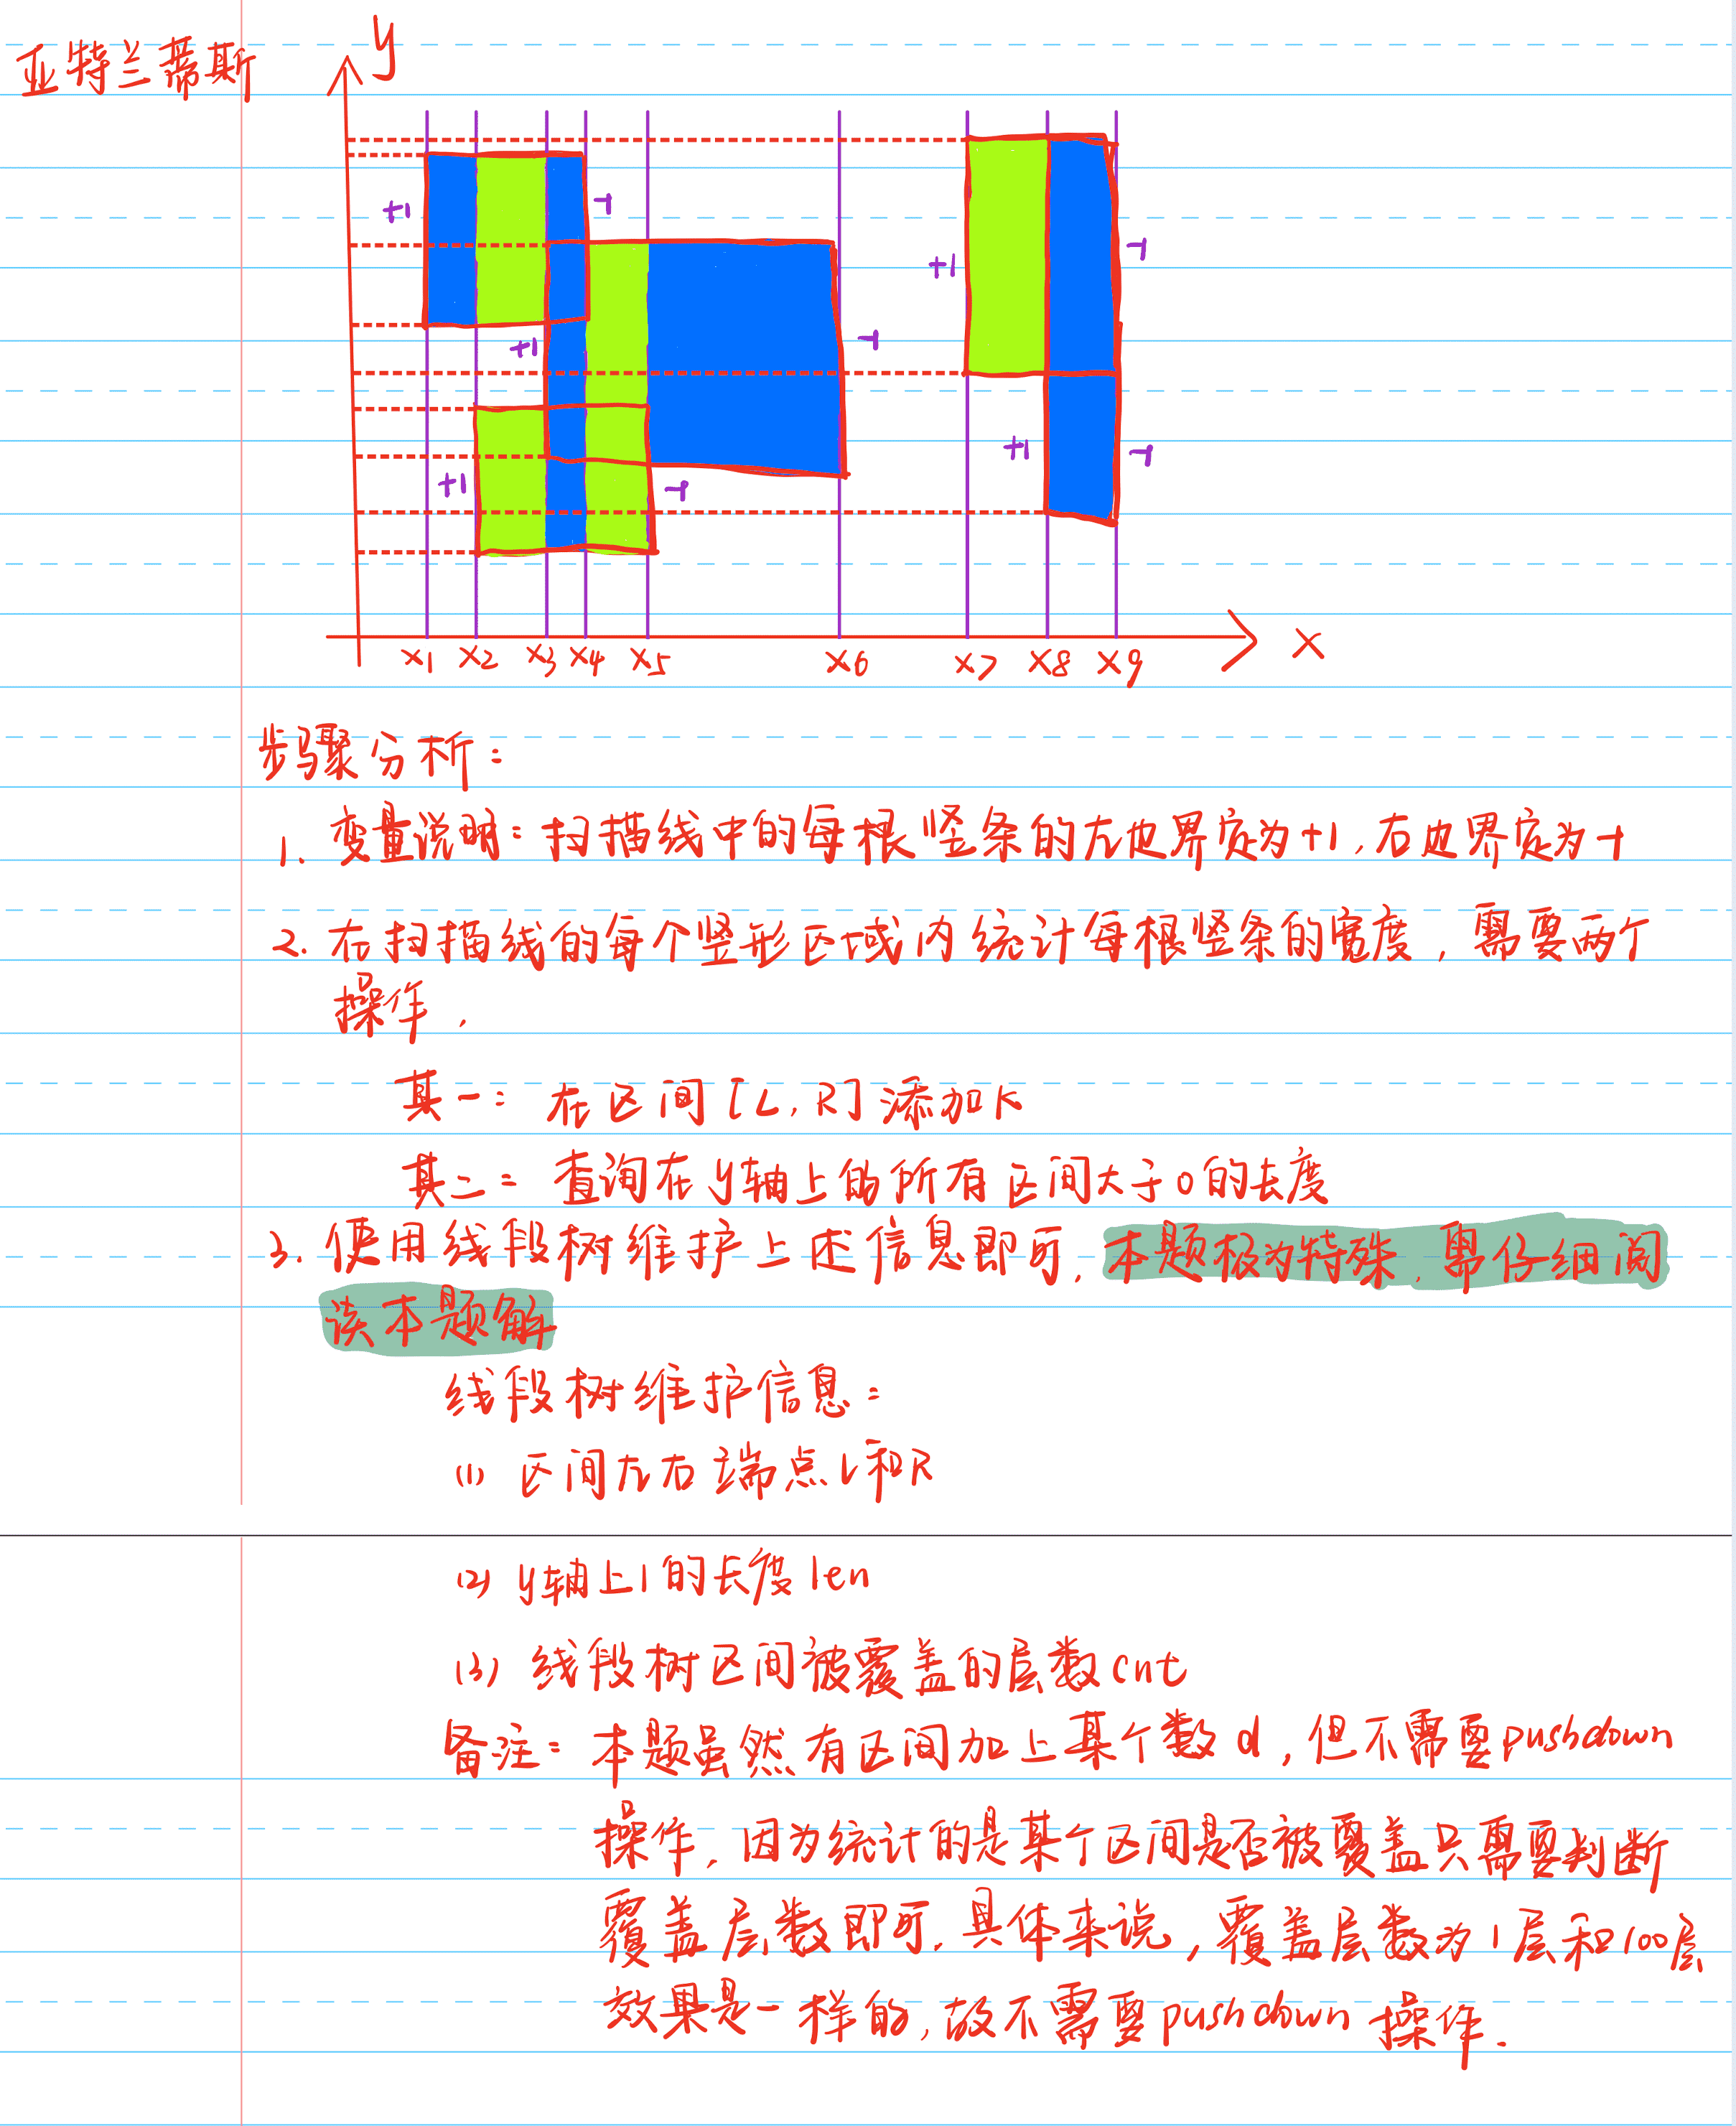 亚特兰蒂斯
y
+1 -1
+1 -1
+1 -1
+1 -1
+1 -1
x1 x2 x3 x4 x5 x6 x7 x8 x9 x
步骤分析:
1. 变量说明: 扫描线中的每根竖条的左边界定为+1, 右边界定为-1
2. 在扫描线的每个竖形区域内统计每根竖条的宽度, 需要两个
操作.
其一: 在区间[L,R]添加K
其二: 查询在y轴上的所有区间大于0的长度
3. 使用线段树维护上述信息即可, 本题极为特殊, 需仔细阅
读本题解
线段树维护信息:
(1) 区间左右端点L和R
(2) y轴上1的长度len
(3) 线段树区间被覆盖的层数cnt
备注: 本题虽然有区间加上某个数d, 但不需要pushdown
操作, 因为统计的是某个区间是否被覆盖只需要判断
覆盖层数即可, 具体来说, 覆盖层数为1层和100层
效果是一样的, 故不需要pushdown 操作.